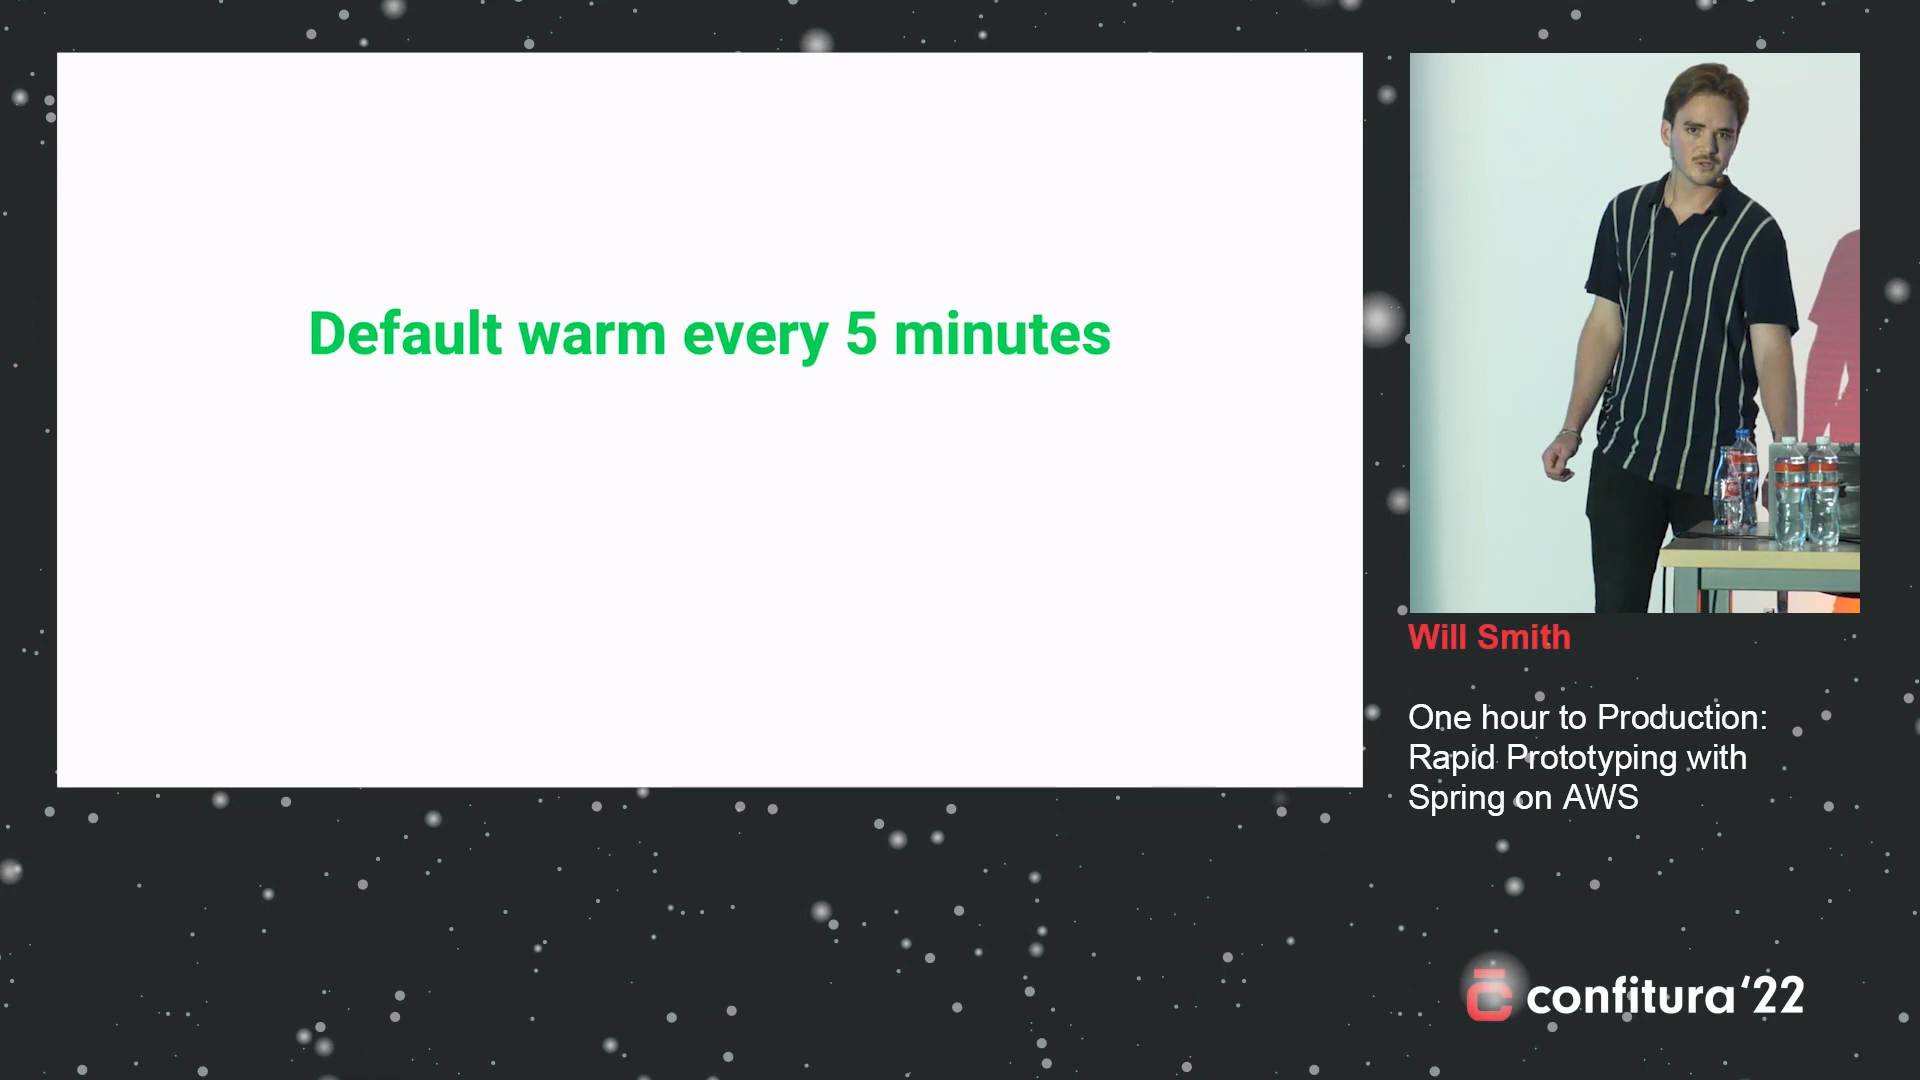 Default warm every 5 minutes
Will Smith
One hour to Production:
Rapid Prototyping with
Spring on AWS
confitura‘22